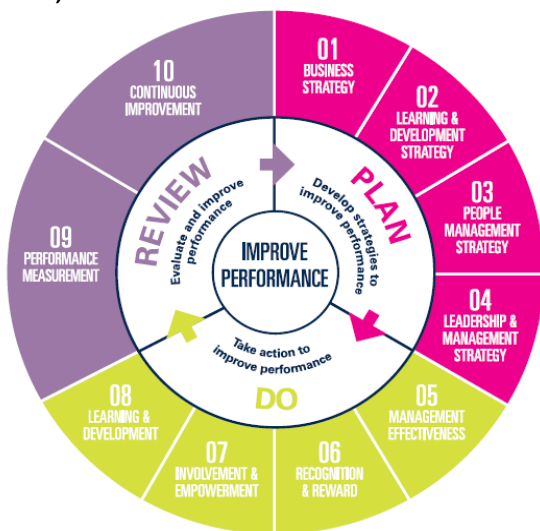 01
BUSINESS
STRATEGY
02
LEARNING &
DEVELOPMENT
STRATEGY
03
PEOPLE
MANAGEMENT
STRATEGY
04
LEADERSHIP &
MANAGEMENT
STRATEGY
05
MANAGEMENT
EFFECTIVENESS
06
RECOGNITION
& REWARD
07
INVOLVEMENT &
EMPOWERMENT
08
LEARNING &
DEVELOPMENT
09
PERFORMANCE
MEASUREMENT
10
CONTINUOUS
IMPROVEMENT
PLAN
Develop strategies to
improve performance
DO
Take action to
improve performance
REVIEW
Evaluate and improve
performance
IMPROVE
PERFORMANCE